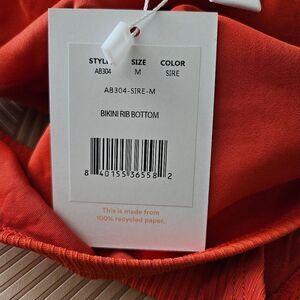 STYLE SIZE COLOR
AB304 M SIRE
AB304-SIRE-M
BIKINI RIB BOTTOM
8 40155 36558 2
This is made from
100% recycled paper.